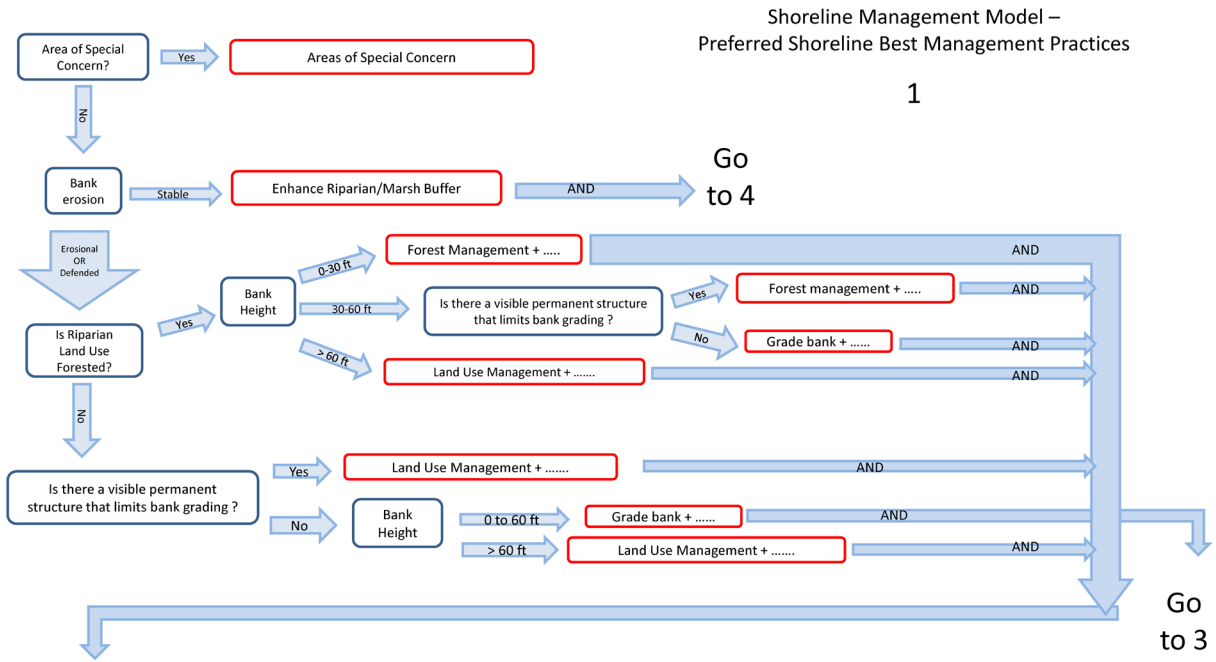 Shoreline Management Model –
Preferred Shoreline Best Management Practices
1
Area of Special
Concern?
Yes
Areas of Special Concern
No
Bank
erosion
Stable
Enhance Riparian/Marsh Buffer
AND
Go
to 4
Erosional
OR
Defended
Is Riparian
Land Use
Forested?
Yes
Bank
Height
0-30 ft
Forest Management + …..
AND
30-60 ft
Is there a visible permanent structure
that limits bank grading ?
Yes
Forest management + …..
AND
No
Grade bank + ……
AND
> 60 ft
Land Use Management + …….
AND
No
Is there a visible permanent
structure that limits bank grading ?
Yes
Land Use Management + …….
AND
No
Bank
Height
0 to 60 ft
Grade bank + ……
AND
> 60 ft
Land Use Management + …….
AND
Go
to 3